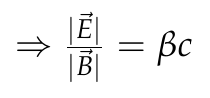 ⇒ |E⃗| / |B⃗| = βc